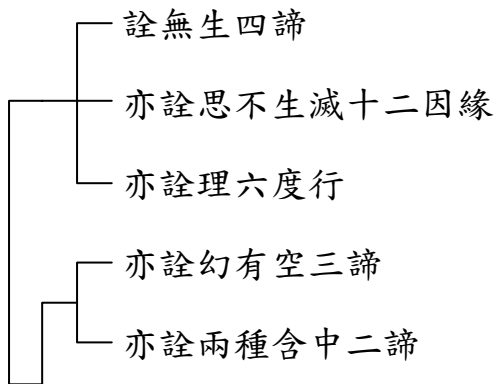 詮無生四諦
亦詮思不生滅十二因緣
亦詮理六度行
亦詮幻有空三諦
亦詮兩種含中二諦